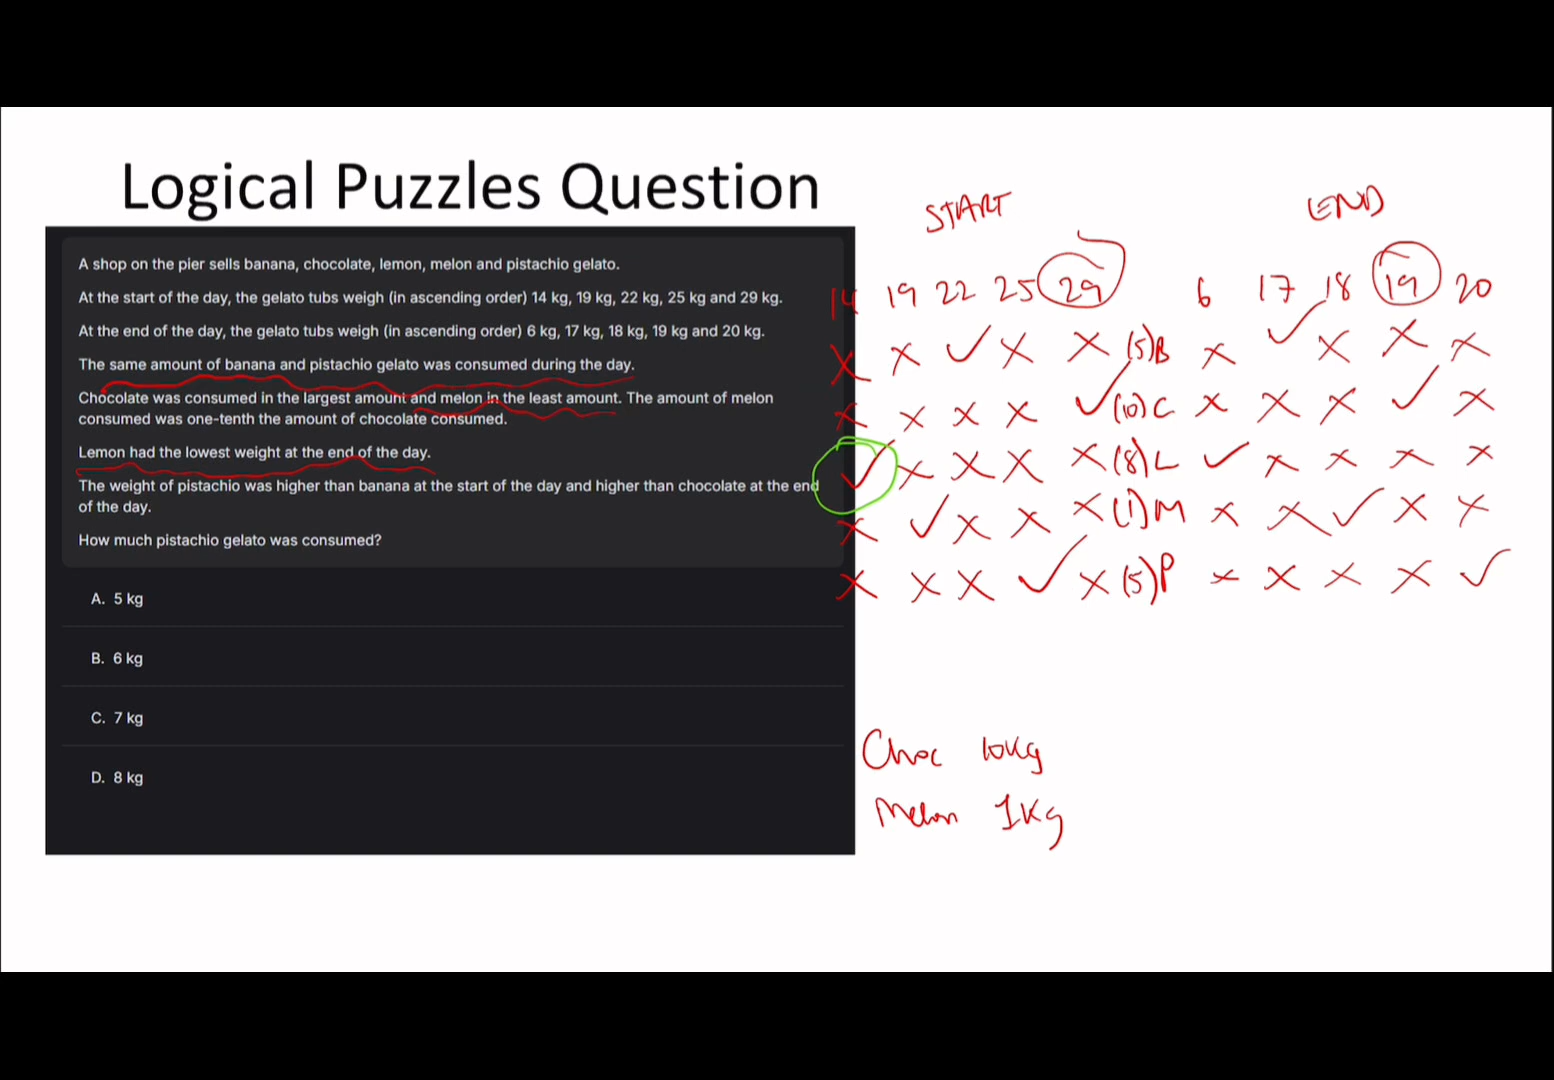 Logical Puzzles Question
A shop on the pier sells banana, chocolate, lemon, melon and pistachio gelato.
At the start of the day, the gelato tubs weigh (in ascending order) 14 kg, 19 kg, 22 kg, 25 kg and 29 kg.
At the end of the day, the gelato tubs weigh (in ascending order) 6 kg, 17 kg, 18 kg, 19 kg and 20 kg.
The same amount of banana and pistachio gelato was consumed during the day.
Chocolate was consumed in the largest amount and melon in the least amount. The amount of melon
consumed was one-tenth the amount of chocolate consumed.
Lemon had the lowest weight at the end of the day.
The weight of pistachio was higher than banana at the start of the day and higher than chocolate at the end
of the day.
How much pistachio gelato was consumed?
A. 5 kg
B. 6 kg
C. 7 kg
D. 8 kg
START END
14 19 22 25 29 6 17 18 19 20
X X ✓ X X (5)B X ✓ X X X
X X X X ✓ (10)C X X X ✓ X
✓ X X X X (8)L ✓ X X X X
X ✓ X X X (1)M X X ✓ X X
X X X ✓ X (5)P X X X X ✓
Choc 10Kg
Melon 1Kg